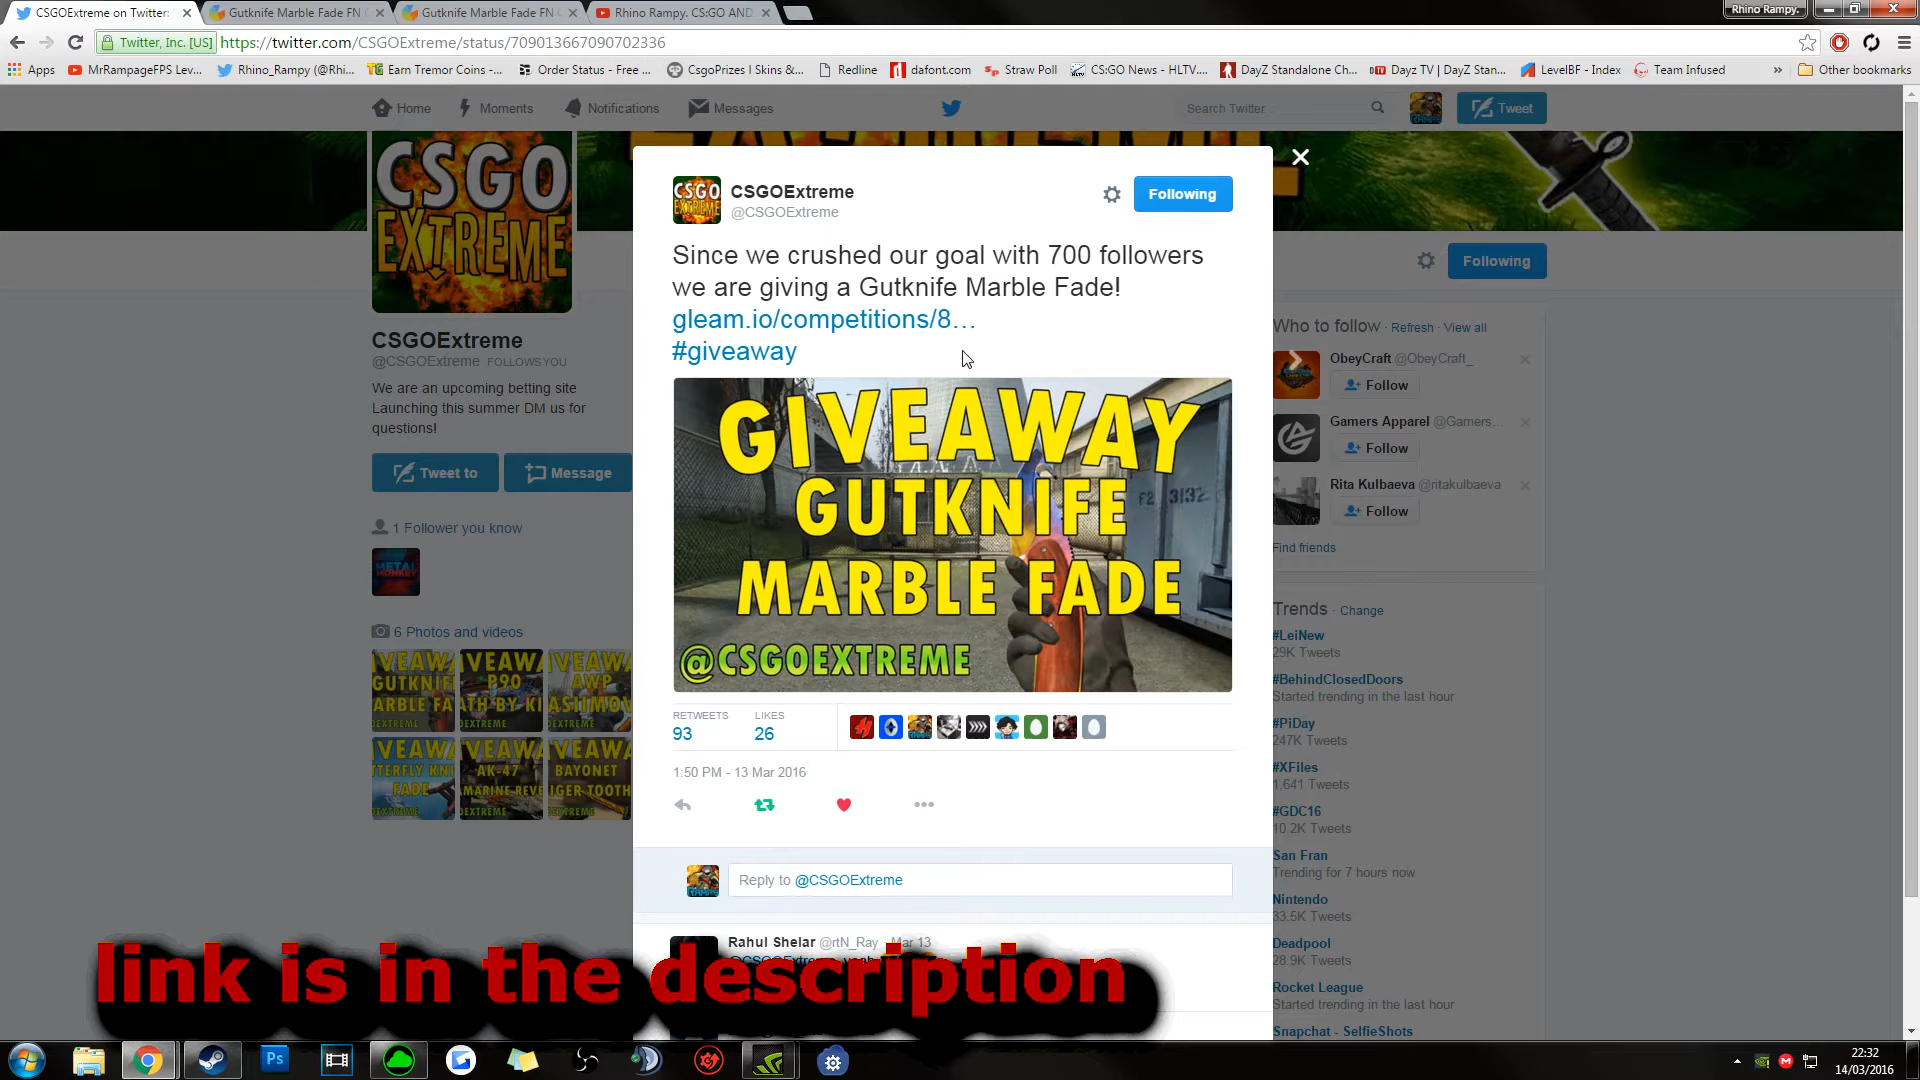 CSGOExtreme on Twitter:
Gutknife Marble Fade FN
Gutknife Marble Fade FN
Rhino Rampy. CS:GO AND
Rhino Rampy.
Twitter, Inc. [US]
https://twitter.com/CSGOExtreme/status/709013667090702336
Apps
MrRampageFPS Lev...
Rhino_Rampy (@Rhi...
Earn Tremor Coins -...
Order Status - Free ...
CsgoPrizes I Skins &...
Redline
dafont.com
Straw Poll
CS:GO News - HLTV....
DayZ Standalone Ch...
Dayz TV | DayZ Stan...
LevelBF - Index
Team Infused
»
Other bookmarks
Home
Moments
Notifications
Messages
Search Twitter
Tweet
CSGO
EXTREME
CSGOExtreme
@CSGOExtreme FOLLOWS YOU
We are an upcoming betting site
Launching this summer DM us for
questions!
Tweet to
Message
1 Follower you know
METAL
MONKEY
6 Photos and videos
CSGO
EXTREME
CSGOExtreme
@CSGOExtreme
Following
Since we crushed our goal with 700 followers
we are giving a Gutknife Marble Fade!
gleam.io/competitions/8...
#giveaway
GIVEAWAY
GUTKNIFE
MARBLE FADE
@CSGOEXTREME
RETWEETS
93
LIKES
26
1:50 PM - 13 Mar 2016
Reply to @CSGOExtreme
Rahul Shelar @rtN_Ray Mar 13
Following
Who to follow · Refresh · View all
ObeyCraft @ObeyCraft_
Follow
Gamers Apparel @Gamers...
Follow
Rita Kulbaeva @ritakulbaeva
Follow
Find friends
Trends · Change
#LeiNew
29K Tweets
#BehindClosedDoors
Started trending in the last hour
#PiDay
247K Tweets
#XFiles
1,641 Tweets
#GDC16
10.2K Tweets
San Fran
Trending for 7 hours now
Nintendo
33.5K Tweets
Deadpool
28.9K Tweets
Rocket League
Started trending in the last hour
Snapchat - SelfieShots
link is in the description
Ps
22:32
14/03/2016